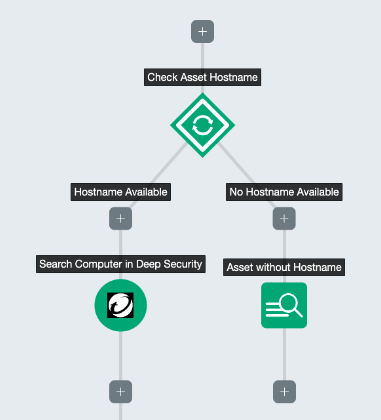 Check Asset Hostname
Hostname Available
No Hostname Available
Search Computer in Deep Security
Asset without Hostname